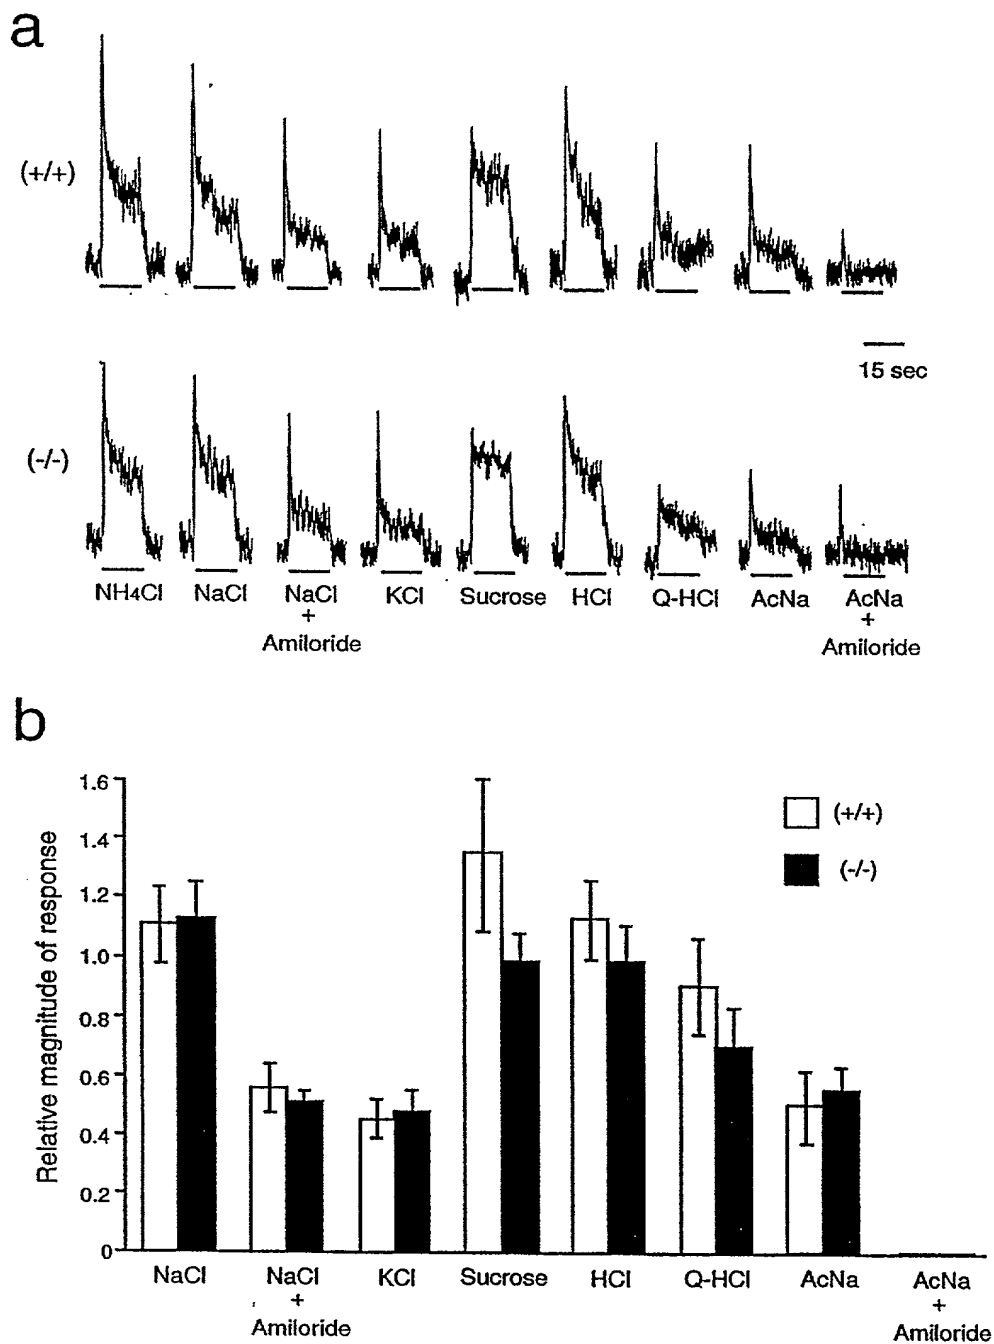 a
(+/+)
15 sec
(-/-)
NH4Cl NaCl NaCl + Amiloride KCl Sucrose HCl Q-HCl AcNa AcNa + Amiloride
b
Relative magnitude of response
1.6
1.4
1.2
1.0
0.8
0.6
0.4
0.2
0
(+/+)
(-/-)
NaCl NaCl + Amiloride KCl Sucrose HCl Q-HCl AcNa AcNa + Amiloride